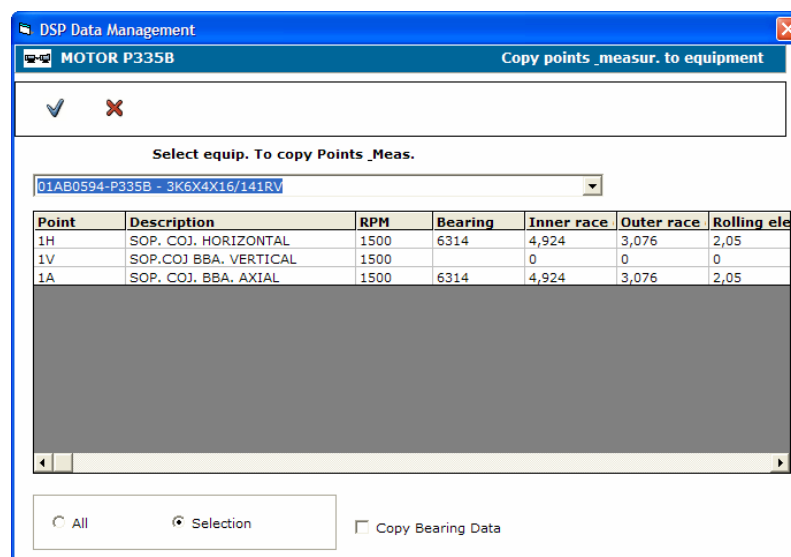 DSP Data Management
MOTOR P335B Copy points _measur. to equipment
Select equip. To copy Points _Meas.
01AB0594-P335B - 3K6X4X16/141RV
Point Description RPM Bearing Inner race Outer race Rolling ele
1H SOP. COJ. HORIZONTAL 1500 6314 4,924 3,076 2,05
1V SOP.COJ BBA. VERTICAL 1500 0 0 0
1A SOP. COJ. BBA. AXIAL 1500 6314 4,924 3,076 2,05
All Selection Copy Bearing Data